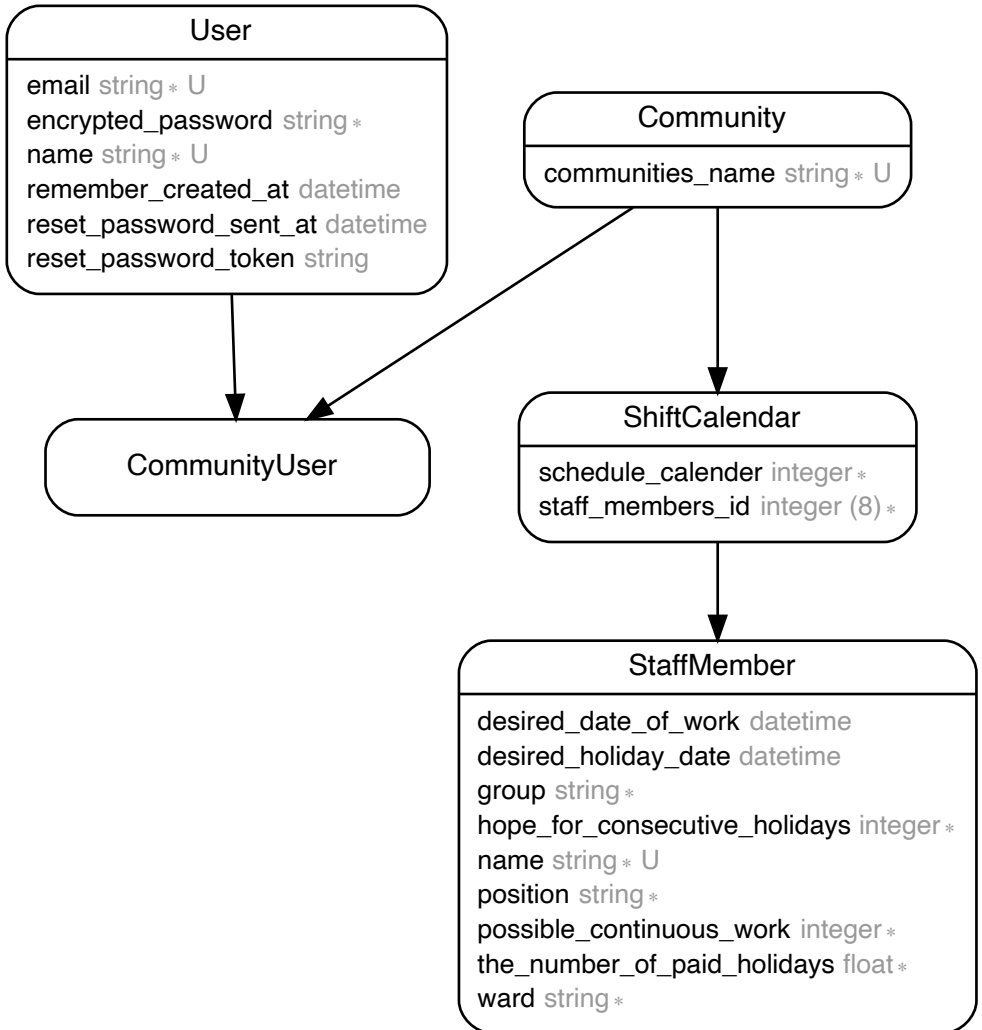 User
email string * U
encrypted_password string *
name string * U
remember_created_at datetime
reset_password_sent_at datetime
reset_password_token string
Community
communities_name string * U
CommunityUser
ShiftCalendar
schedule_calender integer *
staff_members_id integer (8) *
StaffMember
desired_date_of_work datetime
desired_holiday_date datetime
group string *
hope_for_consecutive_holidays integer *
name string * U
position string *
possible_continuous_work integer *
the_number_of_paid_holidays float *
ward string *